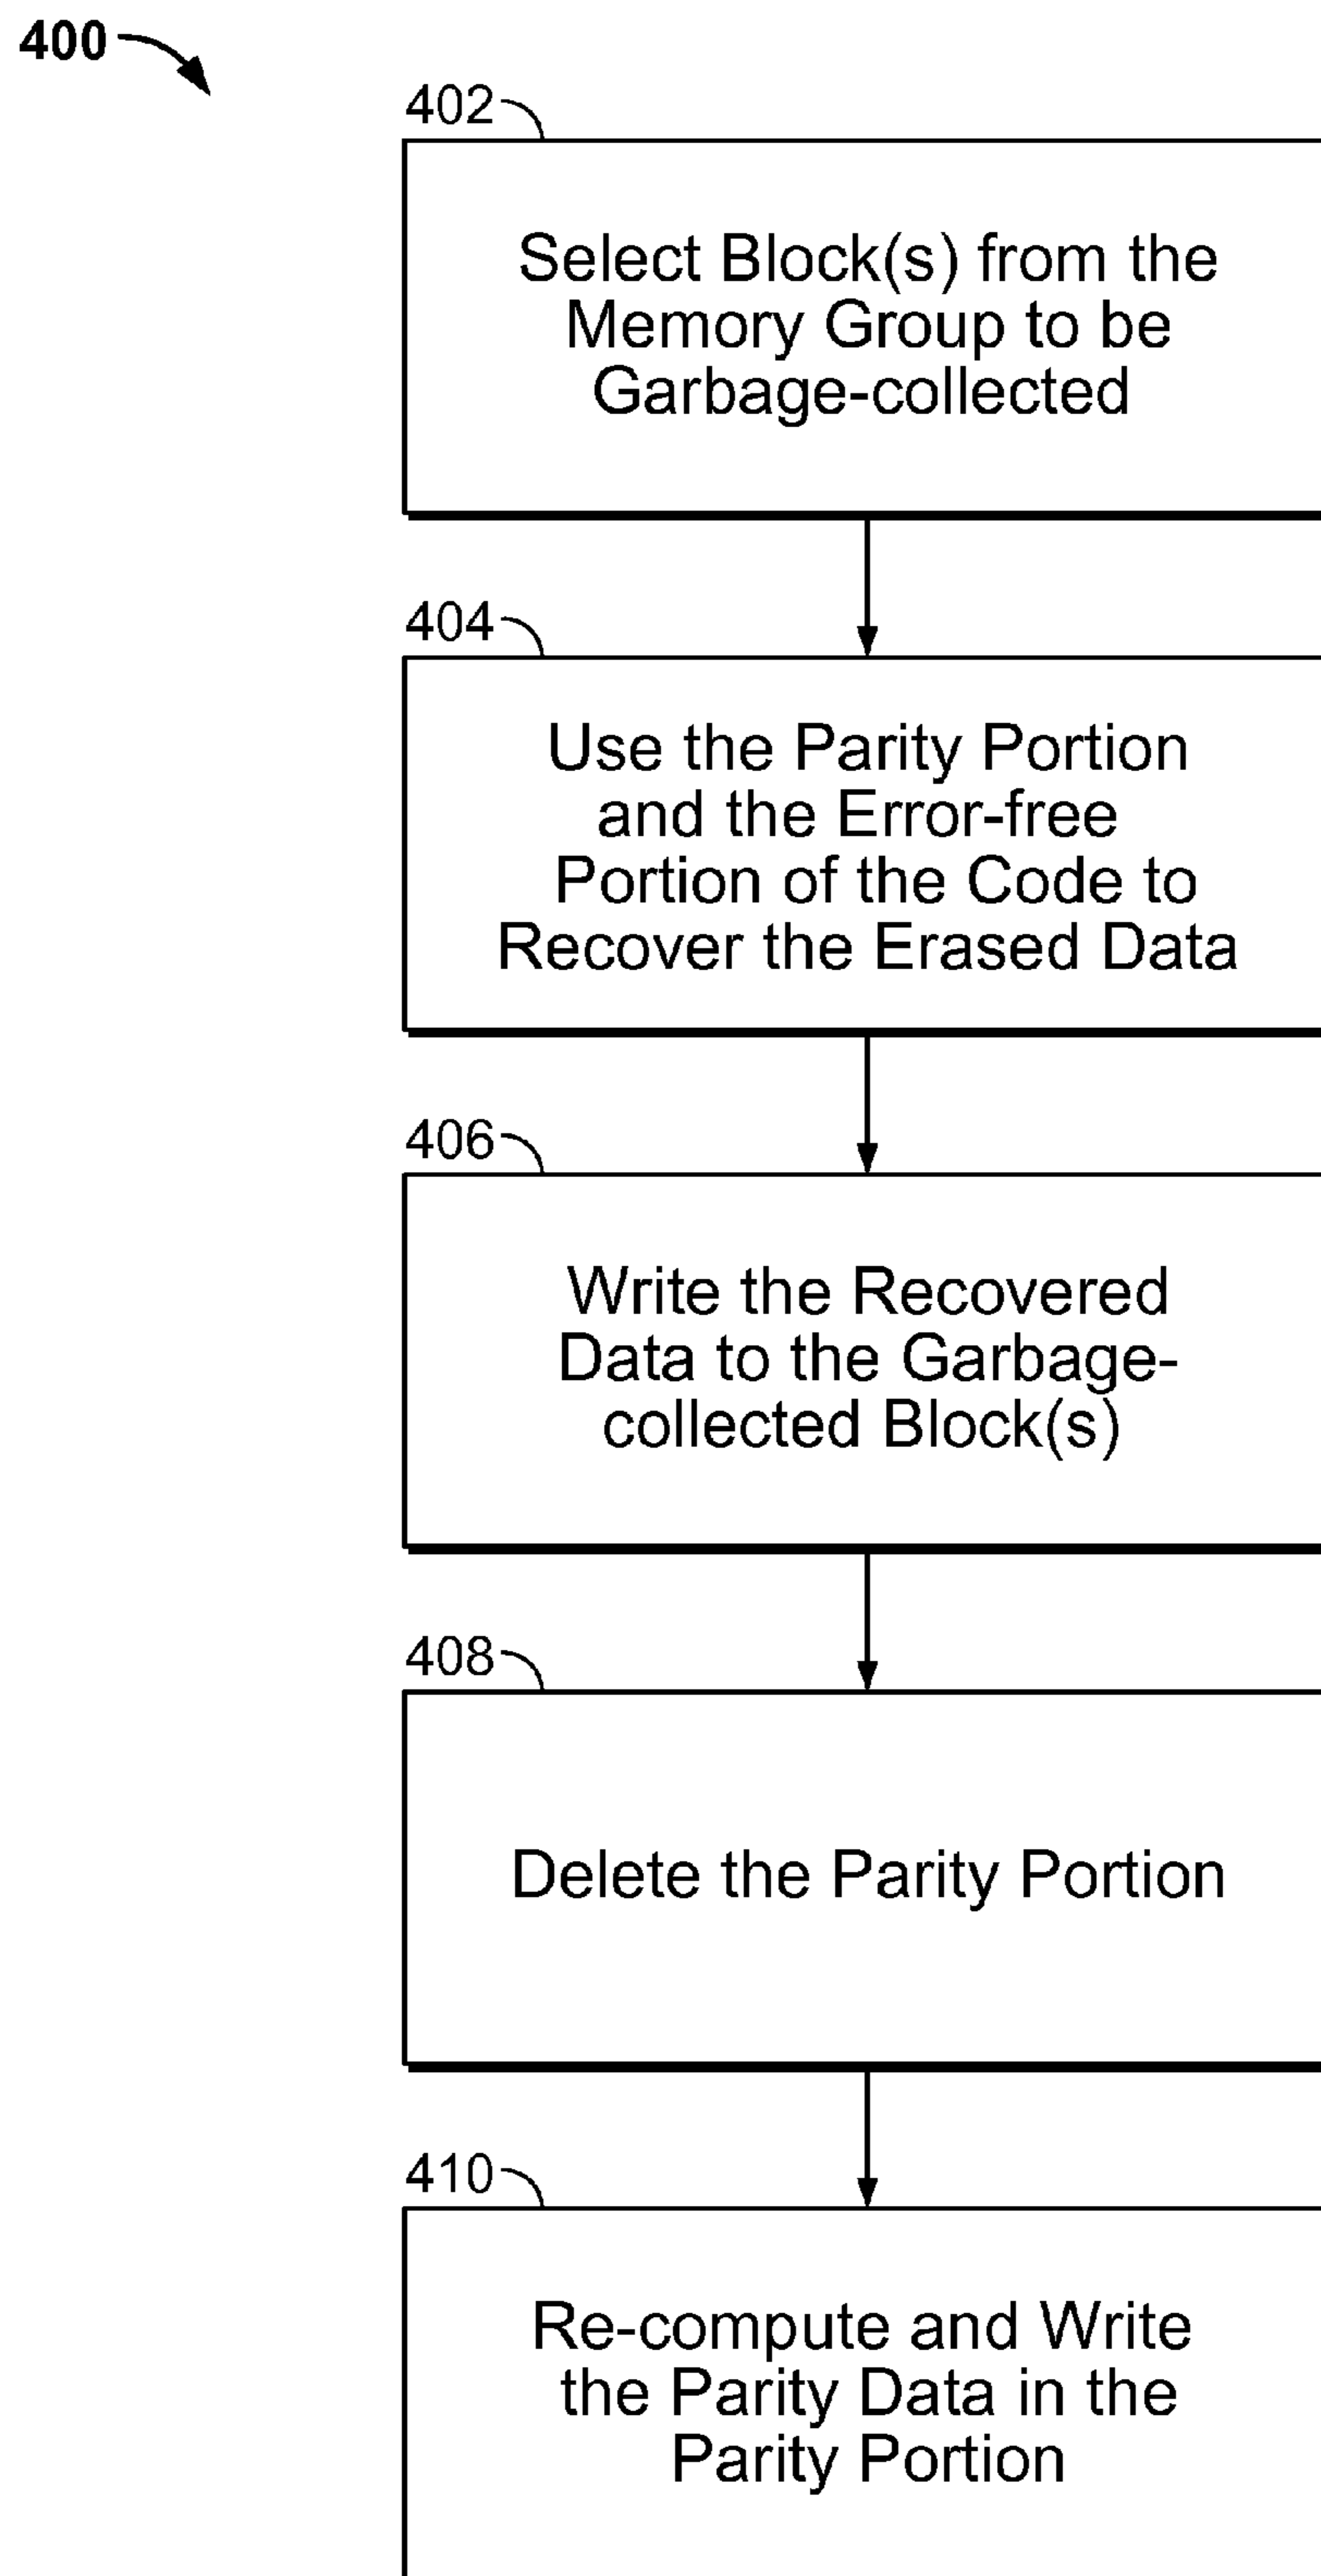 400
402
Select Block(s) from the
Memory Group to be
Garbage-collected
404
Use the Parity Portion
and the Error-free
Portion of the Code to
Recover the Erased Data
406
Write the Recovered
Data to the Garbage-
collected Block(s)
408
Delete the Parity Portion
410
Re-compute and Write
the Parity Data in the
Parity Portion